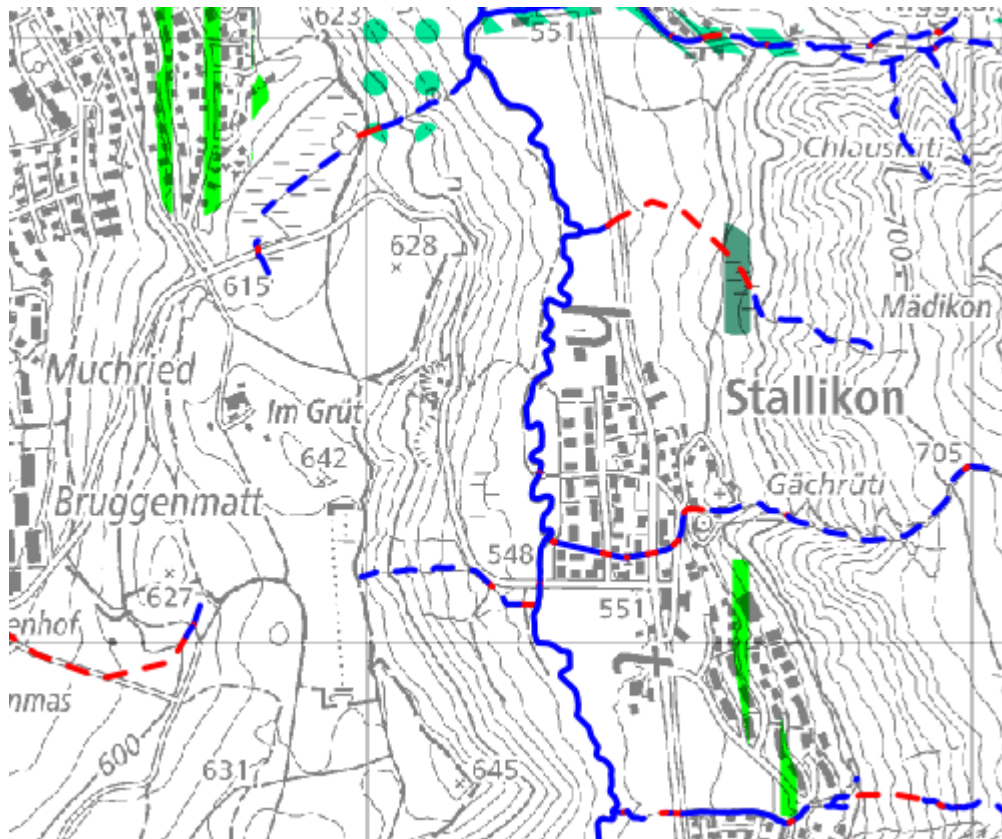 623
551
Chlausrüti
700
628
615
Mädikon
Muchried
Im Grüt
Stallikon
642
705
Gächrüti
Bruggenmatt
548
627
551
enhof
nmas
600
631
645